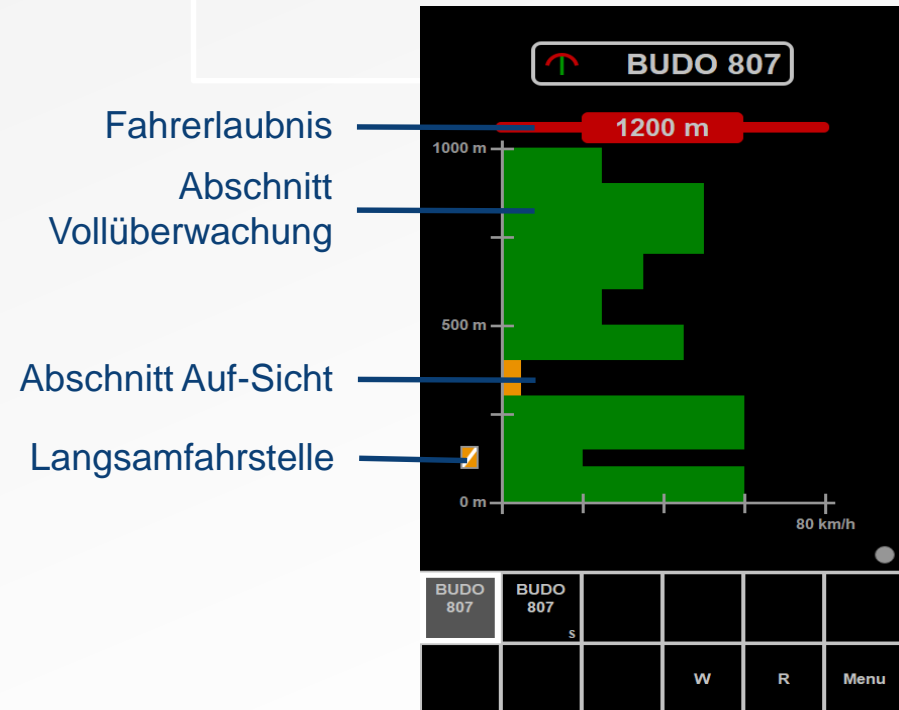 BUDO 807
Fahrerlaubnis
1200 m
1000 m
Abschnitt
Vollüberwachung
500 m
Abschnitt Auf-Sicht
Langsamfahrstelle
0 m
80 km/h
BUDO
807
BUDO
807
s
W
R
Menu